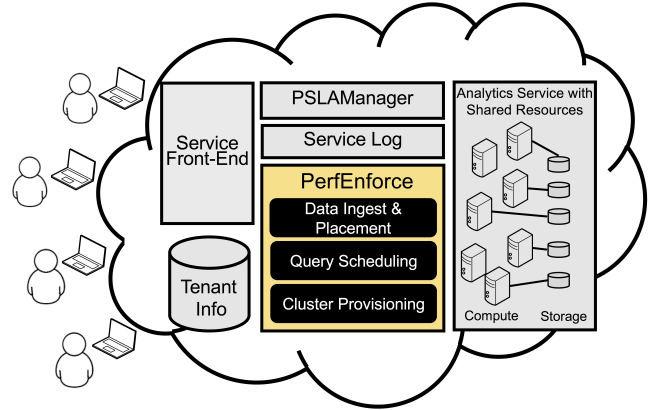 Service
Front-End
Tenant
Info
PSLAManager
Service Log
PerfEnforce
Data Ingest &
Placement
Query Scheduling
Cluster Provisioning
Analytics Service with
Shared Resources
Compute
Storage